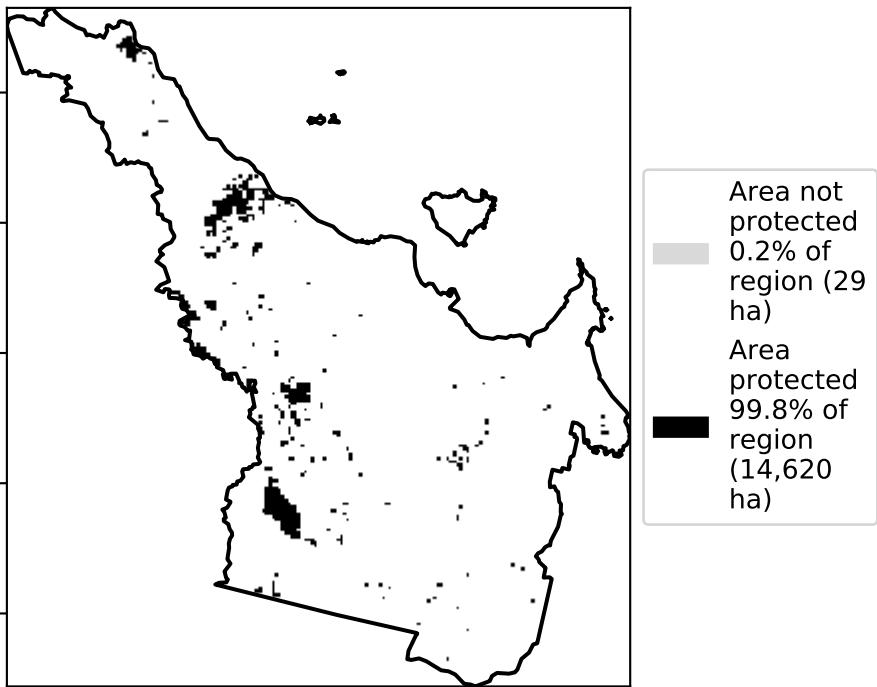 Area not
protected
0.2% of
region (29
ha)
Area
protected
99.8% of
region
(14,620
ha)